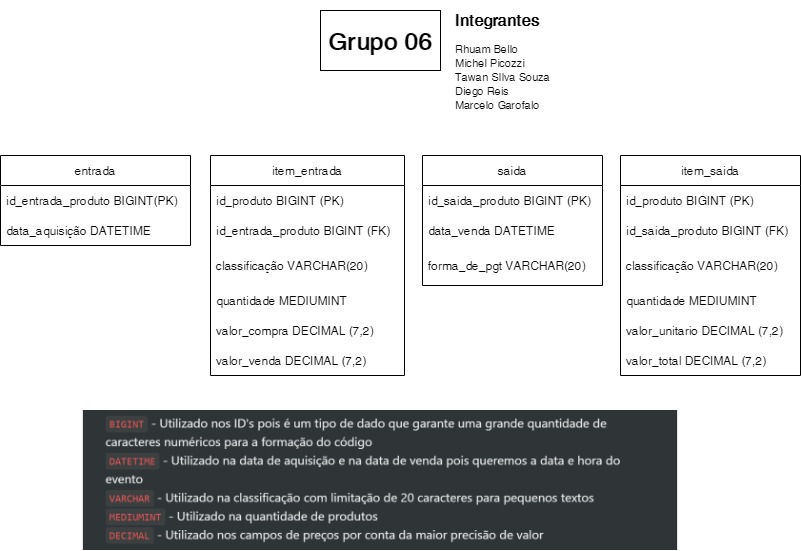 Grupo 06
Integrantes
Rhuam Bello
Michel Picozzi
Tawan SIlva Souza
Diego Reis
Marcelo Garofalo
entrada
id_entrada_produto BIGINT(PK)
data_aquisição DATETIME
item_entrada
id_produto BIGINT (PK)
id_entrada_produto BIGINT (FK)
classificação VARCHAR(20)
quantidade MEDIUMINT
valor_compra DECIMAL (7,2)
valor_venda DECIMAL (7,2)
saida
id_saida_produto BIGINT (PK)
data_venda DATETIME
forma_de_pgt VARCHAR(20)
item_saida
id_produto BIGINT (PK)
id_saida_produto BIGINT (FK)
classificação VARCHAR(20)
quantidade MEDIUMINT
valor_unitario DECIMAL (7,2)
valor_total DECIMAL (7,2)
BIGINT - Utilizado nos ID's pois é um tipo de dado que garante uma grande quantidade de
caracteres numéricos para a formação do código
DATETIME - Utilizado na data de aquisição e na data de venda pois queremos a data e hora do
evento
VARCHAR - Utilizado na classificação com limitação de 20 caracteres para pequenos textos
MEDIUMINT - Utilizado na quantidade de produtos
DECIMAL - Utilizado nos campos de preços por conta da maior precisão de valor